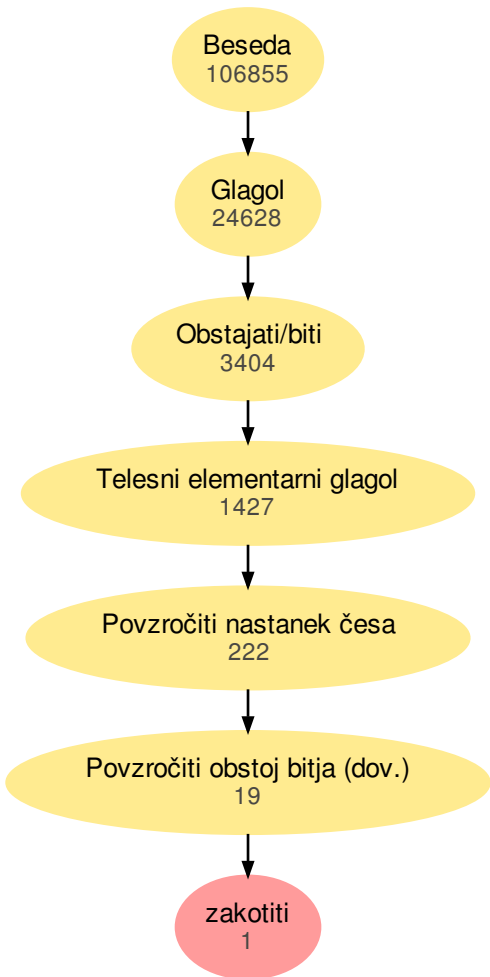 Beseda
106855
Glagol
24628
Obstajati/biti
3404
Telesni elementarni glagol
1427
Povzročiti nastanek česa
222
Povzročiti obstoj bitja (dov.)
19
zakotiti
1